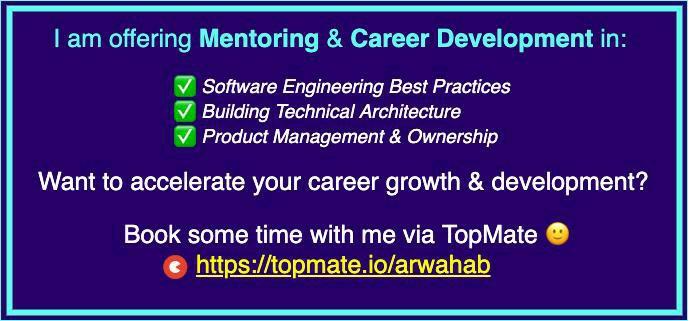 I am offering Mentoring & Career Development in:
✅ Software Engineering Best Practices
✅ Building Technical Architecture
✅ Product Management & Ownership
Want to accelerate your career growth & development?
Book some time with me via TopMate 🙂
https://topmate.io/arwahab